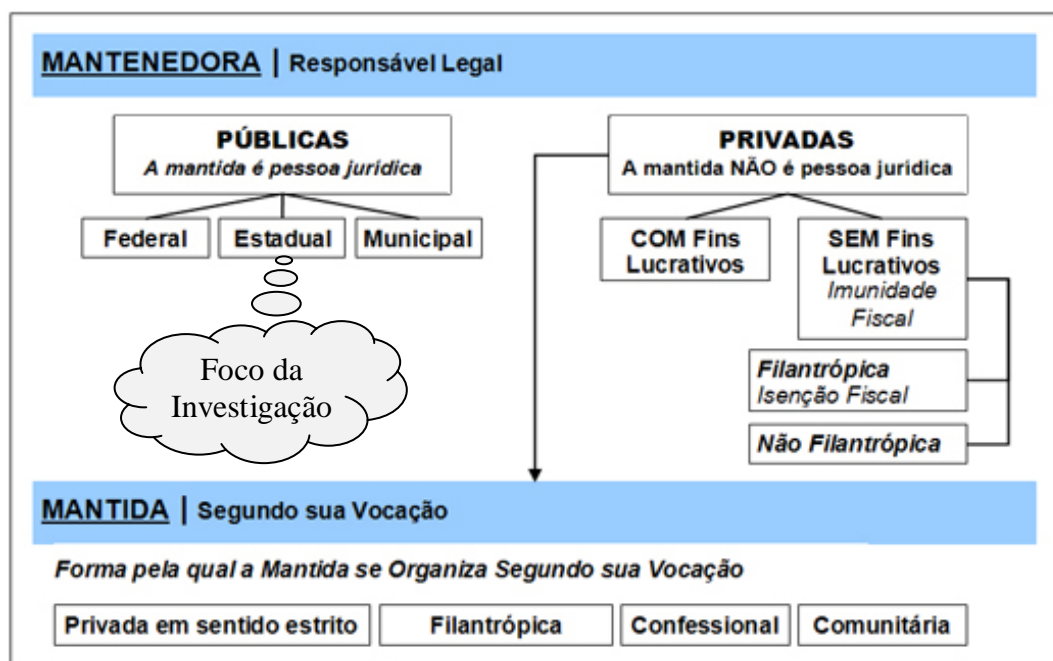 MANTENEDORA | Responsável Legal
PÚBLICAS
A mantida é pessoa jurídica
Federal
Estadual
Municipal
Foco da
Investigação
PRIVADAS
A mantida NÃO é pessoa jurídica
COM Fins
Lucrativos
SEM Fins
Lucrativos
Imunidade
Fiscal
Filantrópica
Isenção Fiscal
Não Filantrópica
MANTIDA | Segundo sua Vocação
Forma pela qual a Mantida se Organiza Segundo sua Vocação
Privada em sentido estrito
Filantrópica
Confessional
Comunitária